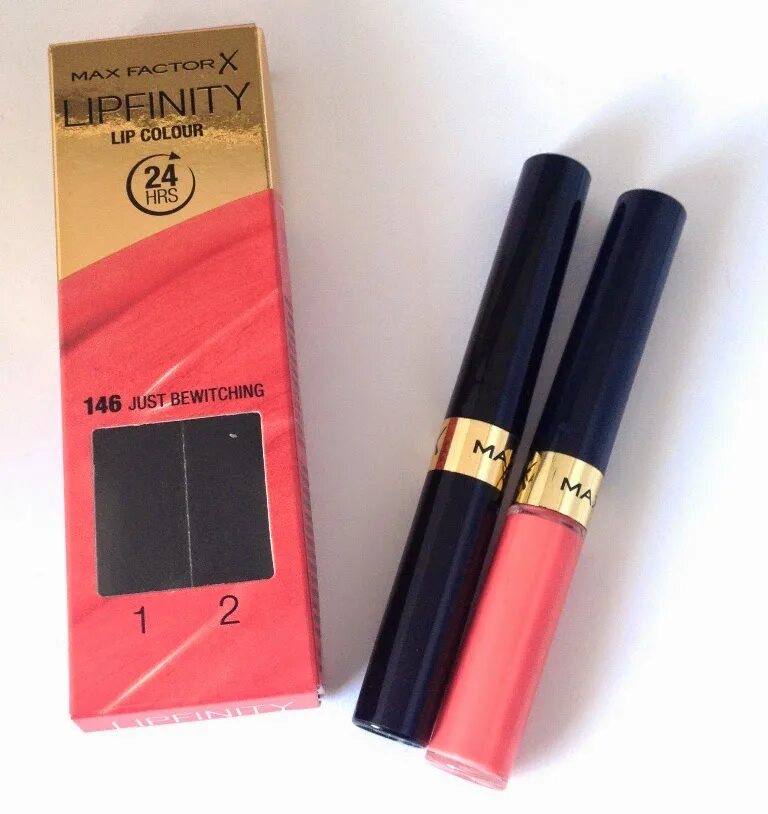 MAX FACTOR X
LIPFINITY
LIP COLOUR
24
HRS
146 JUST BEWITCHING
1 2
LIPFINITY
MA
MAX